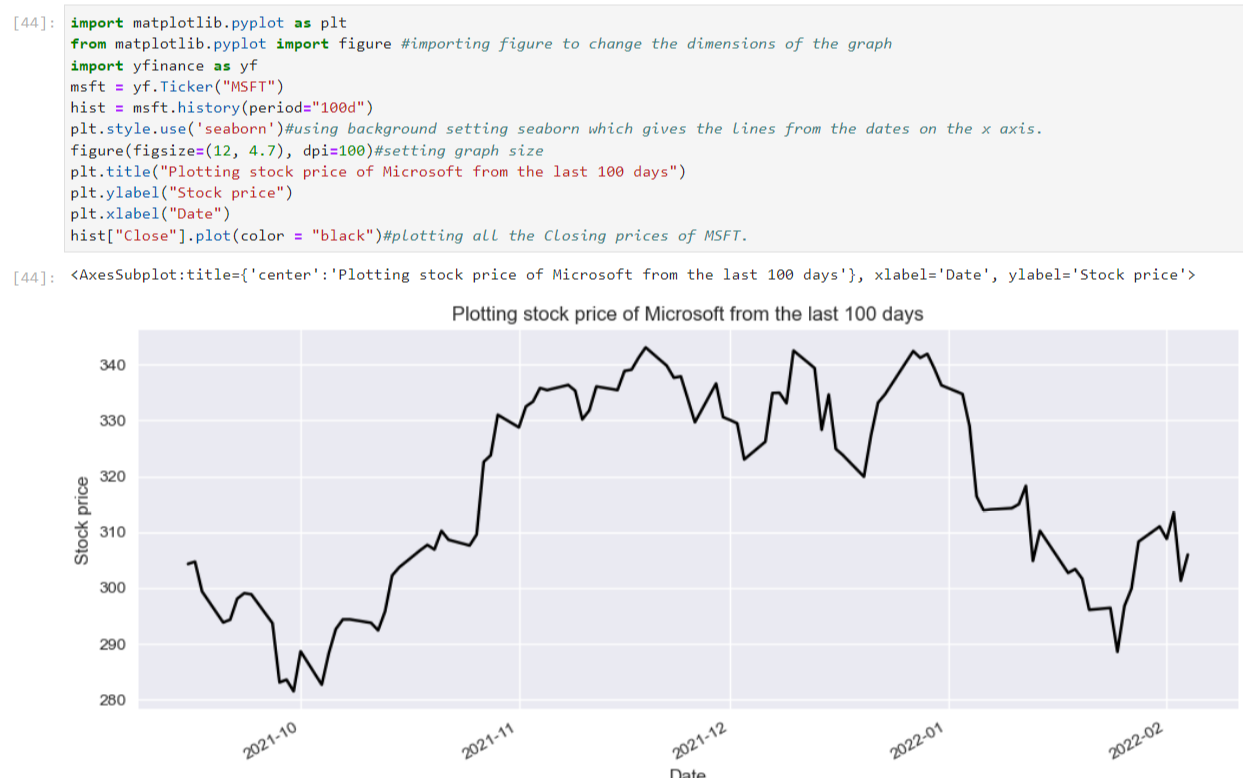 [44]: import matplotlib.pyplot as plt
from matplotlib.pyplot import figure #importing figure to change the dimensions of the graph
import yfinance as yf
msft = yf.Ticker("MSFT")
hist = msft.history(period="100d")
plt.style.use('seaborn')#using background setting seaborn which gives the lines from the dates on the x axis.
figure(figsize=(12, 4.7), dpi=100)#setting graph size
plt.title("Plotting stock price of Microsoft from the last 100 days")
plt.ylabel("Stock price")
plt.xlabel("Date")
hist["Close"].plot(color = "black")#plotting all the Closing prices of MSFT.
[44]: <AxesSubplot:title={'center':'Plotting stock price of Microsoft from the last 100 days'}, xlabel='Date', ylabel='Stock price'>
Plotting stock price of Microsoft from the last 100 days
Stock price
340
330
320
310
300
290
280
2021-10 2021-11 2021-12 2022-01 2022-02
Date